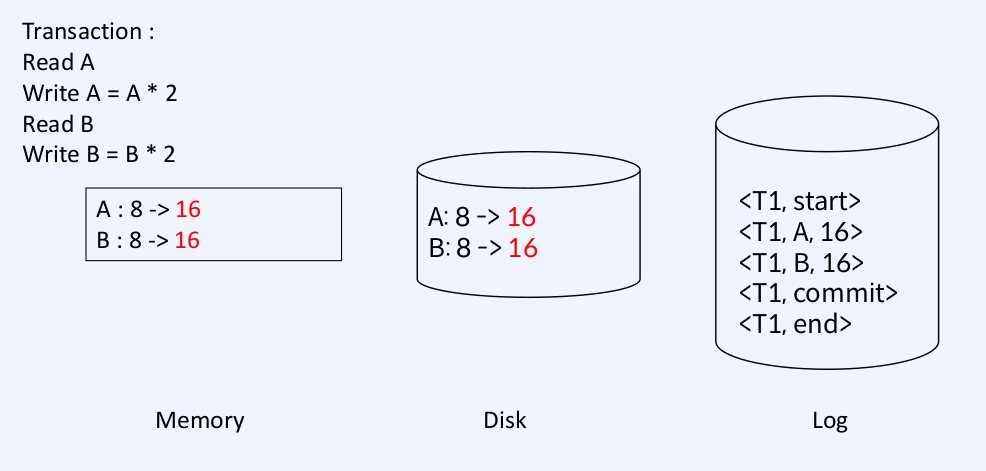 Transaction :
Read A
Write A = A * 2
Read B
Write B = B * 2
A : 8 -> 16
B : 8 -> 16
A: 8 -> 16
B: 8 -> 16
<T1, start>
<T1, A, 16>
<T1, B, 16>
<T1, commit>
<T1, end>
Memory
Disk
Log